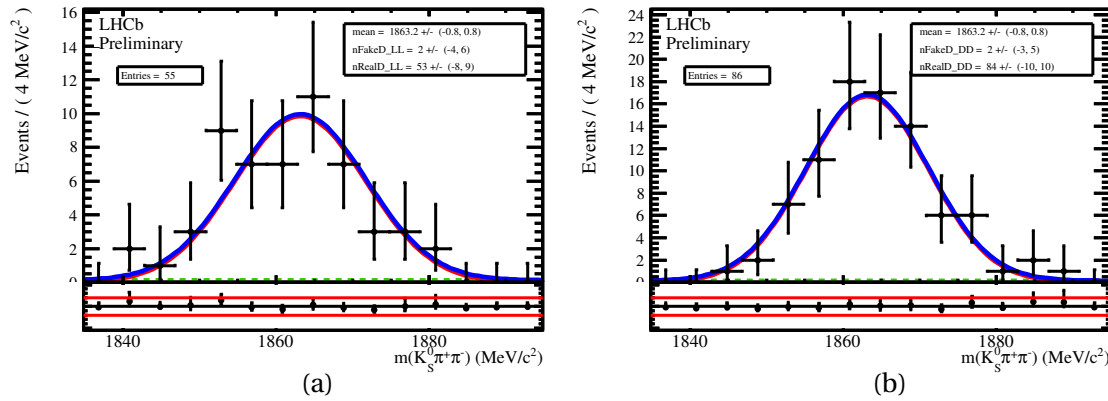 LHCb
Preliminary
mean = 1863.2 +/- (-0.8, 0.8)
nFakeD_LL = 2 +/- (-4, 6)
nRealD_LL = 53 +/- (-8, 9)
Entries = 55
Events / ( 4 MeV/c² )
16
14
12
10
8
6
4
2
0
1840
1860
1880
m(K⁰_S π⁺π⁻) (MeV/c²)
(a)
LHCb
Preliminary
mean = 1863.2 +/- (-0.8, 0.8)
nFakeD_DD = 2 +/- (-3, 5)
nRealD_DD = 84 +/- (-10, 10)
Entries = 86
Events / ( 4 MeV/c² )
24
22
20
18
16
14
12
10
8
6
4
2
0
1840
1860
1880
m(K⁰_S π⁺π⁻) (MeV/c²)
(b)